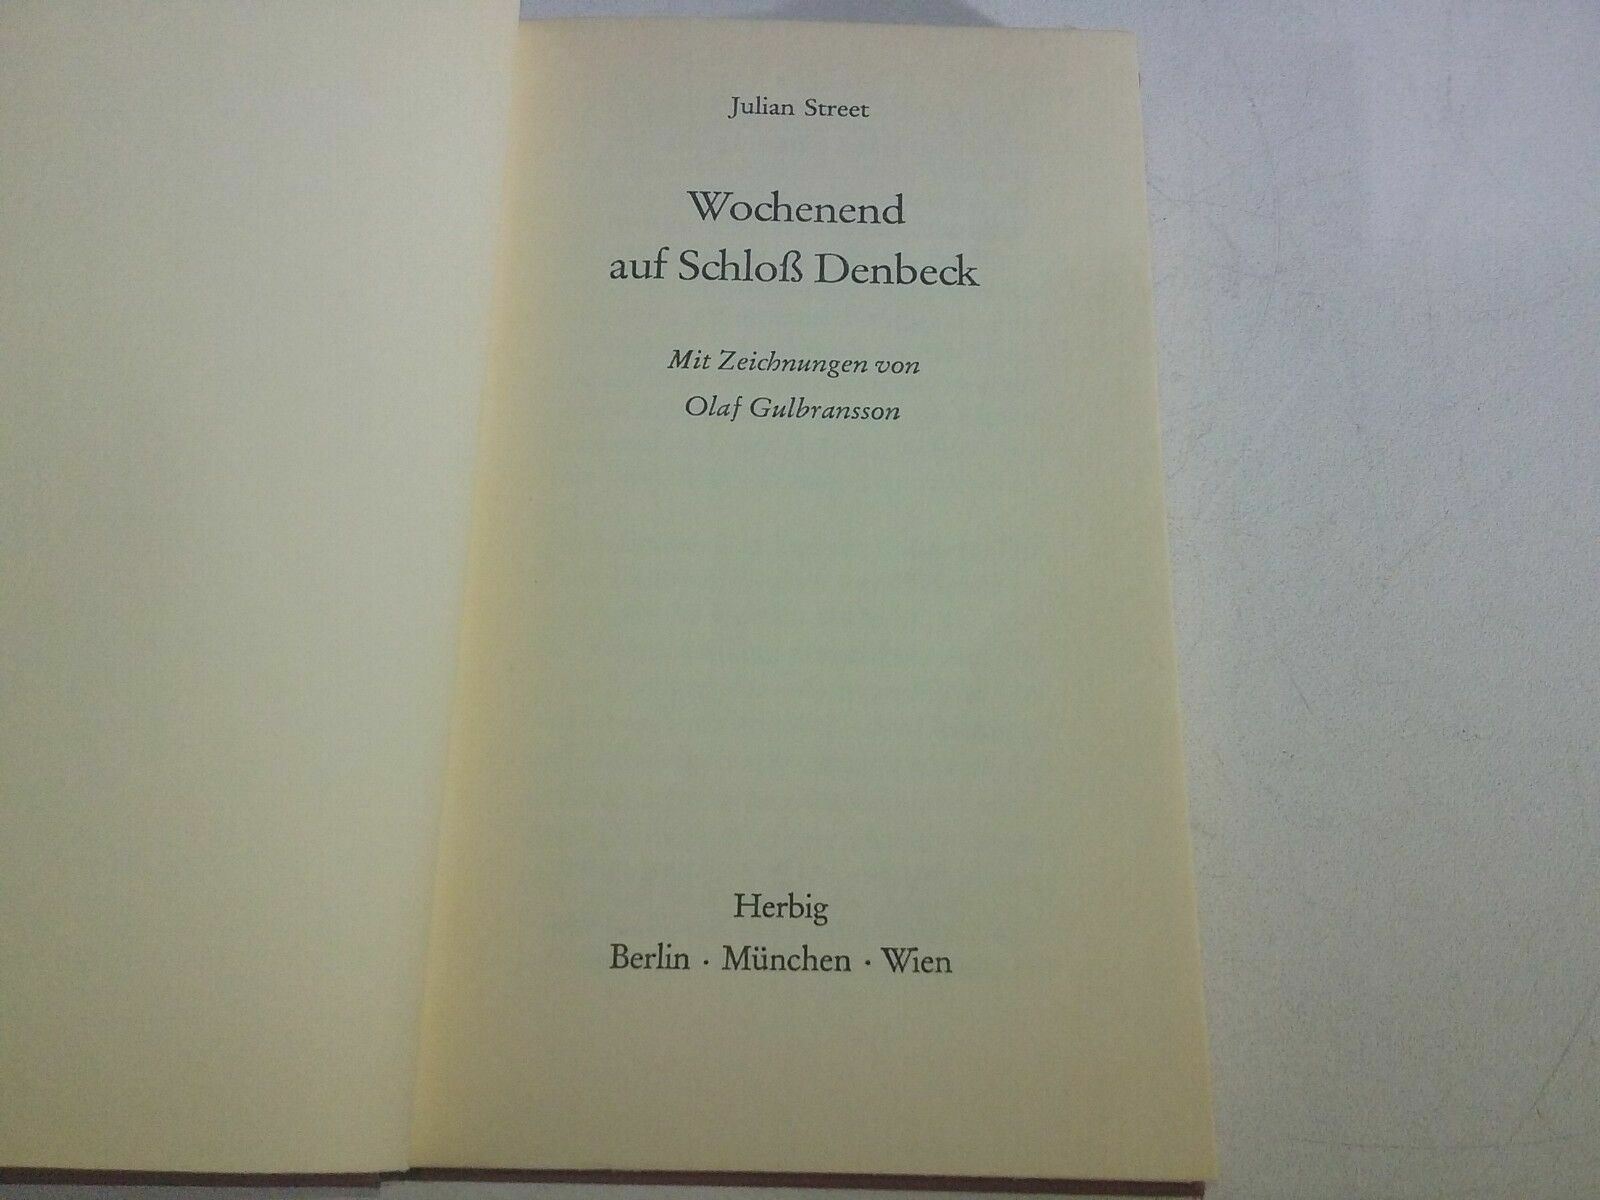 Julian Street
Wochenend
auf Schloß Denbeck
Mit Zeichnungen von
Olaf Gulbransson
Herbig
Berlin · München · Wien